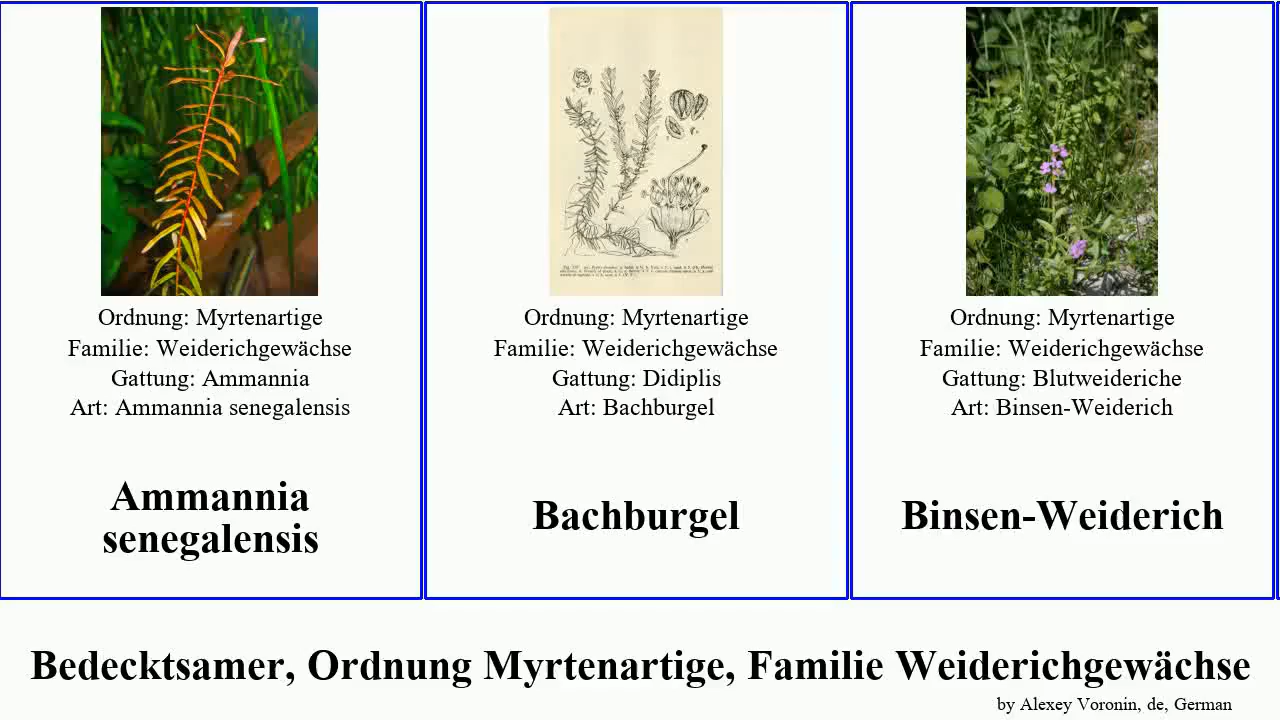 Ordnung: Myrtenartige
Familie: Weiderichgewächse
Gattung: Ammannia
Art: Ammannia senegalensis
Ammannia
senegalensis
Ordnung: Myrtenartige
Familie: Weiderichgewächse
Gattung: Didiplis
Art: Bachburgel
Bachburgel
Ordnung: Myrtenartige
Familie: Weiderichgewächse
Gattung: Blutweideriche
Art: Binsen-Weiderich
Binsen-Weiderich
Bedecktsamer, Ordnung Myrtenartige, Familie Weiderichgewächse
by Alexey Voronin, de, German